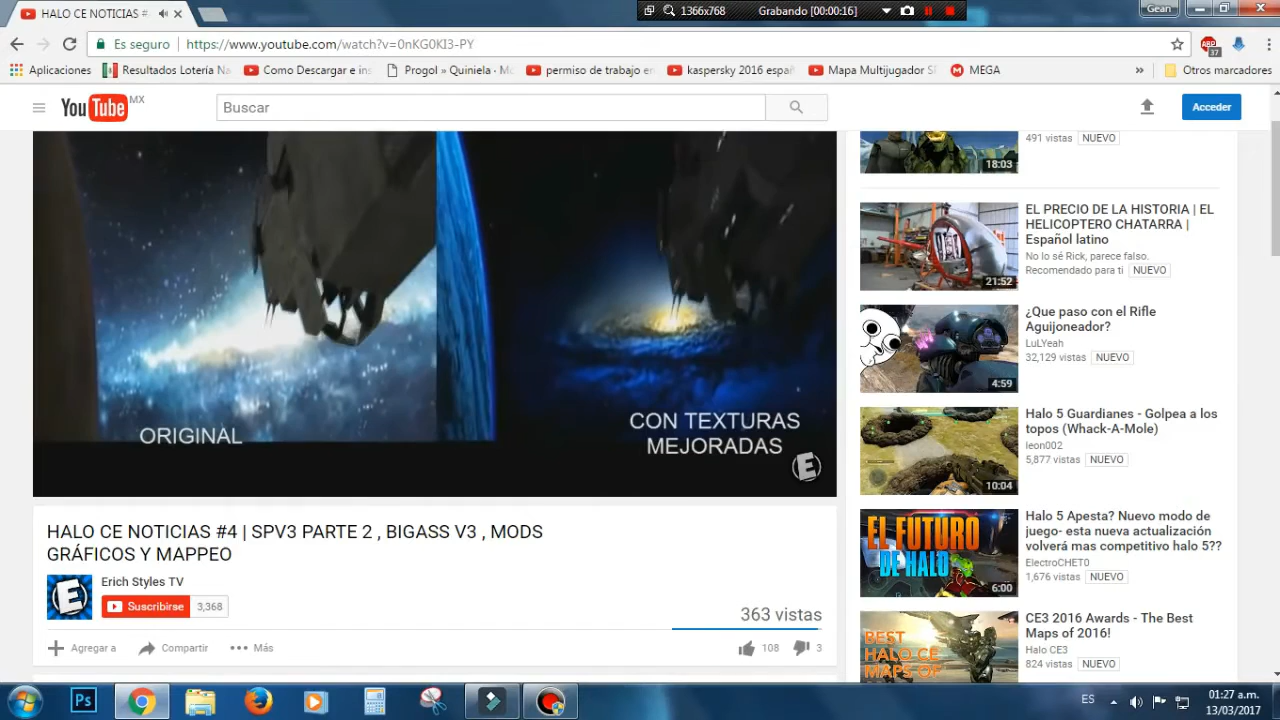 HALO CE NOTICIAS #
1366x768
Grabando [00:00:16]
Gean
Es seguro
https://www.youtube.com/watch?v=0nKG0KI3-PY
ABP
37
Aplicaciones
Resultados Lotería Na
Como Descargar e ins
Progol » Quiniela - MC
permiso de trabajo en
kaspersky 2016 espai
Mapa Multijugador SP
MEGA
»
Otros marcadores
YouTube MX
Buscar
Acceder
ORIGINAL
CON TEXTURAS
MEJORADAS
E
HALO CE NOTICIAS #4 | SPV3 PARTE 2 , BIGASS V3 , MODS
GRÁFICOS Y MAPPEO
E
Erich Styles TV
Suscribirse
3,368
363 vistas
Agregar a
Compartir
Más
108
3
18:03
491 vistas
NUEVO
21:52
EL PRECIO DE LA HISTORIA | EL
HELICOPTERO CHATARRA |
Español latino
No lo sé Rick, parece falso.
Recomendado para ti
NUEVO
4:59
¿Que paso con el Rifle
Aguijoneador?
LuLYeah
32,129 vistas
NUEVO
10:04
Halo 5 Guardianes - Golpea a los
topos (Whack-A-Mole)
leon002
5,877 vistas
NUEVO
EL FUTURO
DE HALO
6:00
Halo 5 Apesta? Nuevo modo de
juego- esta nueva actualización
volverá mas competitivo halo 5??
ElectroCHET0
1,676 vistas
NUEVO
BEST
HALO CE
MAPS OF
CE3 2016 Awards - The Best
Maps of 2016!
Halo CE3
824 vistas
NUEVO
Ps
ES
01:27 a.m.
13/03/2017